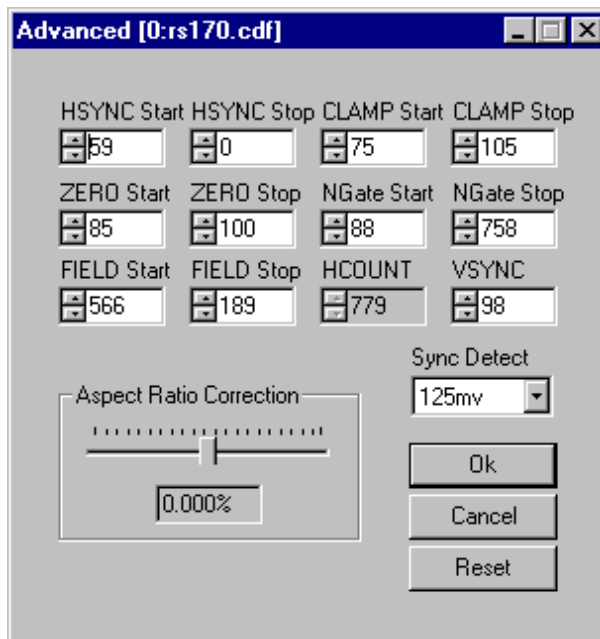 Advanced [0:rs170.cdf]
HSYNC Start HSYNC Stop CLAMP Start CLAMP Stop
59 0 75 105
ZERO Start ZERO Stop NGate Start NGate Stop
85 100 88 758
FIELD Start FIELD Stop HCOUNT VSYNC
566 189 779 98
Sync Detect
125mv
Aspect Ratio Correction
0.000%
Ok
Cancel
Reset